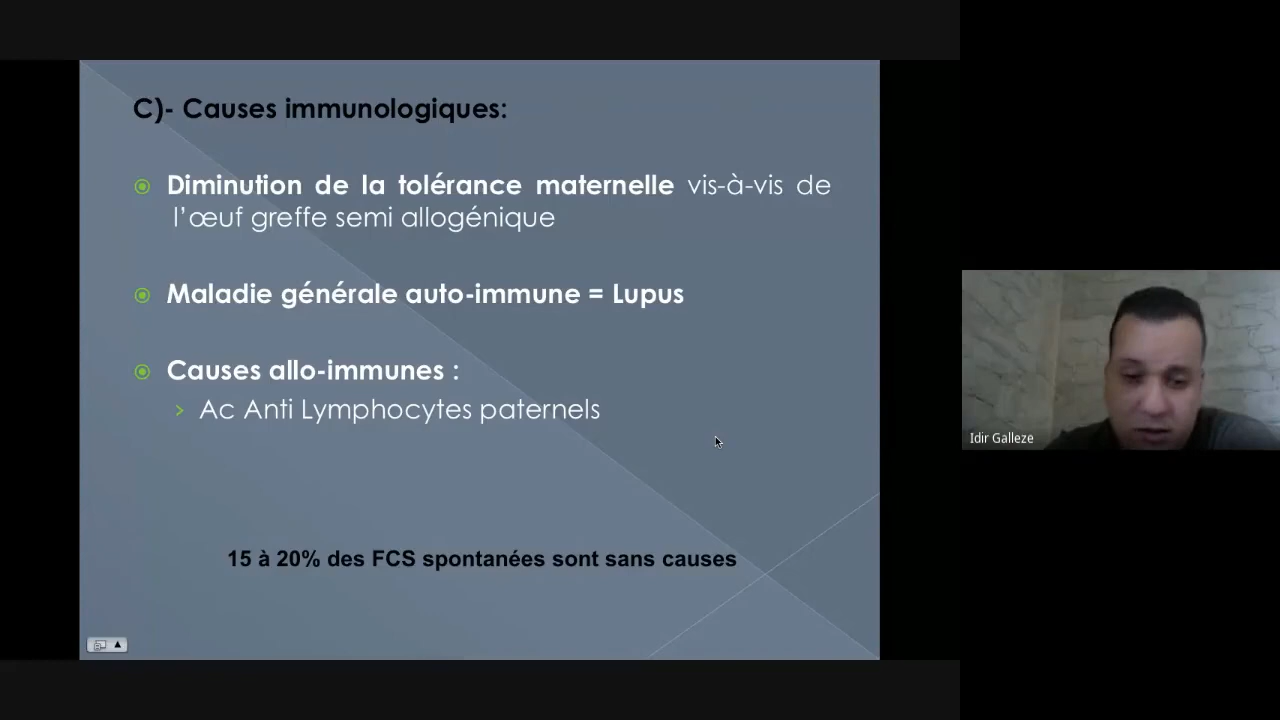 C)- Causes immunologiques:
Diminution de la tolérance maternelle vis-à-vis de
l’œuf greffe semi allogénique
Maladie générale auto-immune = Lupus
Causes allo-immunes :
Ac Anti Lymphocytes paternels
15 à 20% des FCS spontanées sont sans causes
Idir Galleze